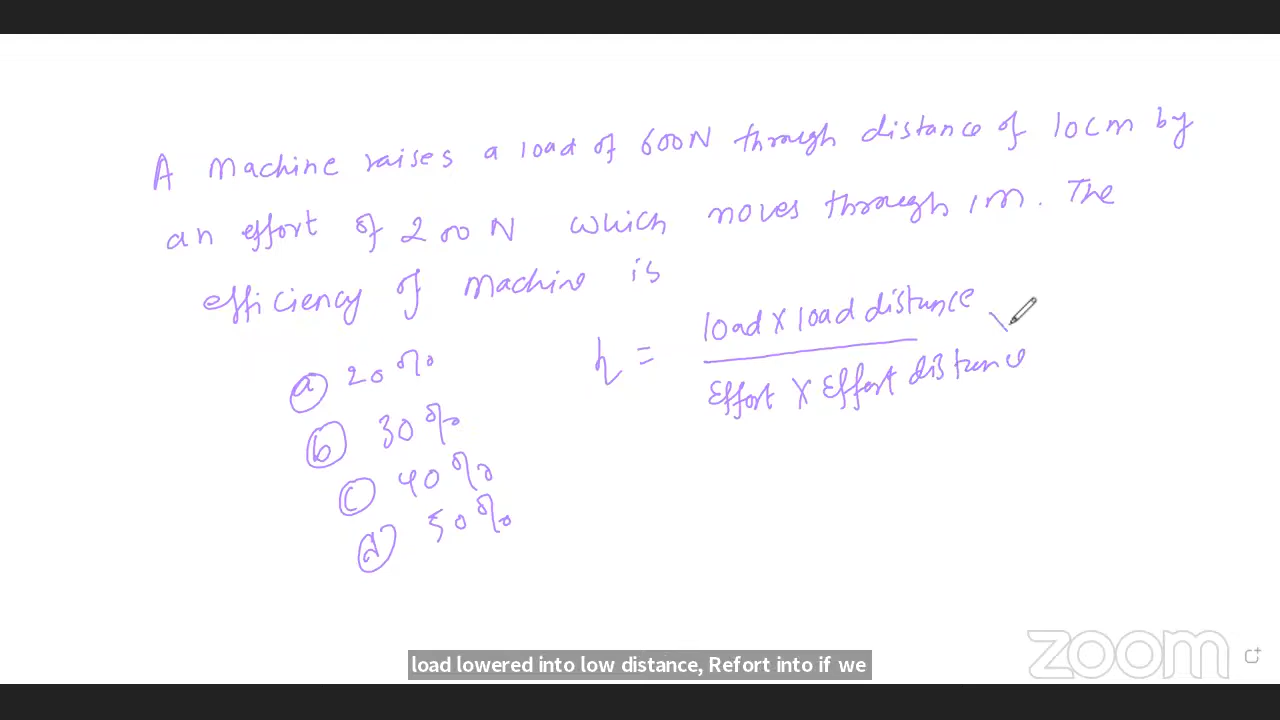 A Machine raises a load of 600N through distance of 10cm by
an effort of 200 N which moves through 1m. The
efficiency of Machine is
η = load X load distance
Effort X Effort distance
a 20%
b 30%
c 40%
d 50%
load lowered into low distance, Refort into if we
zoom